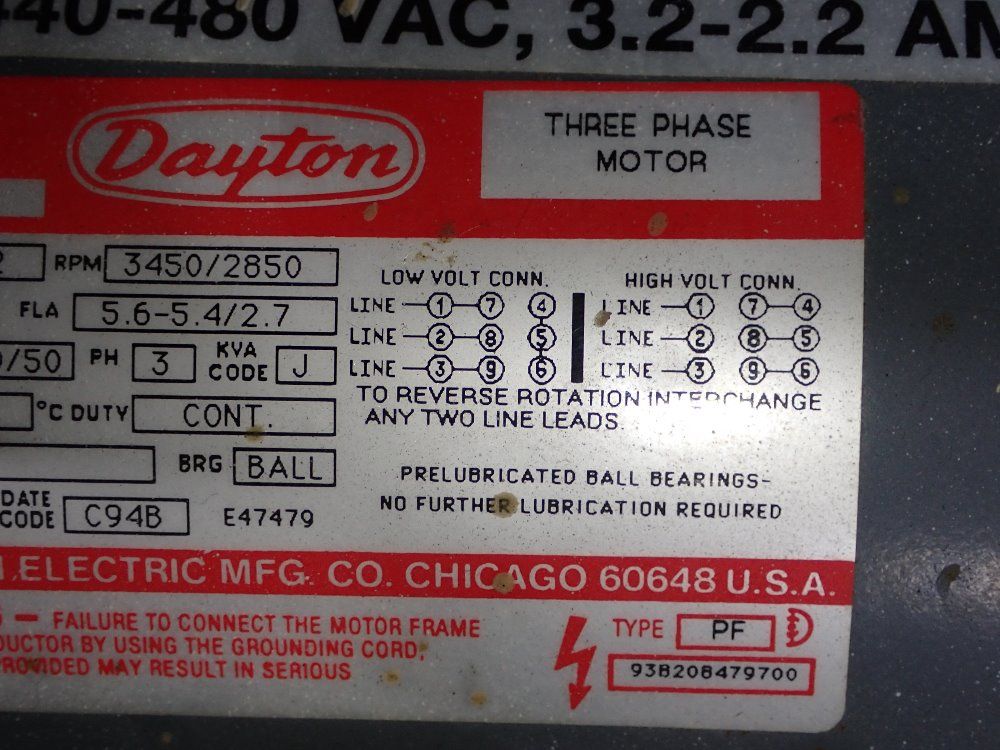 40-480 VAC, 3.2-2.2 AM
Dayton
THREE PHASE
MOTOR
RPM 3450/2850
FLA 5.6-5.4/2.7
/50 PH 3 KVA CODE J
°C DUTY CONT.
BRG BALL
DATE CODE C94B E47479
LOW VOLT CONN.
LINE 1 7 4
LINE 2 8 5
LINE 3 9 6
HIGH VOLT CONN.
LINE 1 7 4
LINE 2 8 5
LINE 3 9 6
TO REVERSE ROTATION INTERCHANGE
ANY TWO LINE LEADS.
PRELUBRICATED BALL BEARINGS-
NO FURTHER LUBRICATION REQUIRED
ELECTRIC MFG. CO. CHICAGO 60648 U.S.A.
— FAILURE TO CONNECT THE MOTOR FRAME
DUCTOR BY USING THE GROUNDING CORD,
PROVIDED MAY RESULT IN SERIOUS
TYPE PF
93B208479700